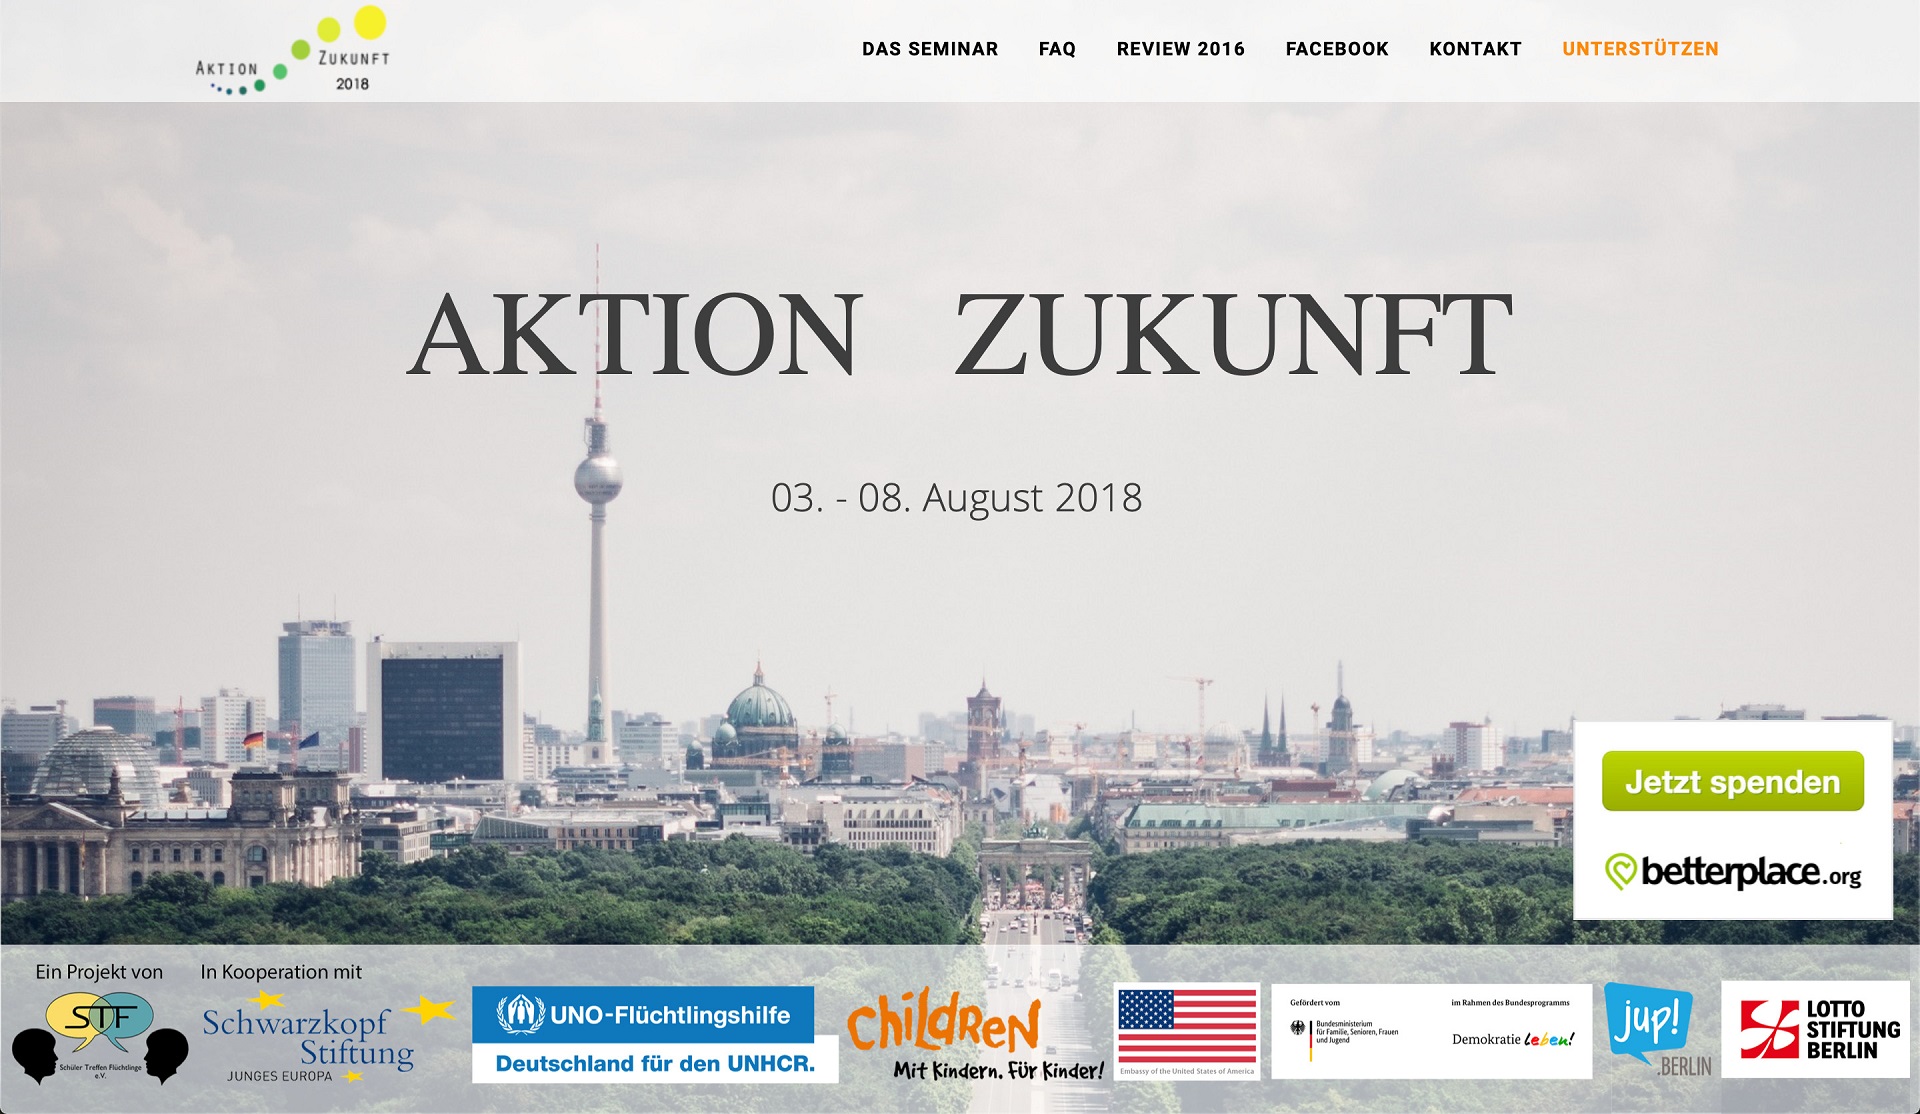 AKTION ZUKUNFT
2018
DAS SEMINAR FAQ REVIEW 2016 FACEBOOK KONTAKT UNTERSTÜTZEN
AKTION ZUKUNFT
03. - 08. August 2018
Jetzt spenden
betterplace.org
Ein Projekt von
STF
Schüler Treffen Flüchtlinge
e.V.
In Kooperation mit
Schwarzkopf
Stiftung
JUNGES EUROPA
UNO-Flüchtlingshilfe
Deutschland für den UNHCR.
Children
Mit Kindern. Für Kinder!
Embassy of the United States of America
Gefördert vom
Bundesministerium
für Familie, Senioren, Frauen
und Jugend
im Rahmen des Bundesprogramms
Demokratie leben!
jup!
.BERLIN
LOTTO
STIFTUNG
BERLIN